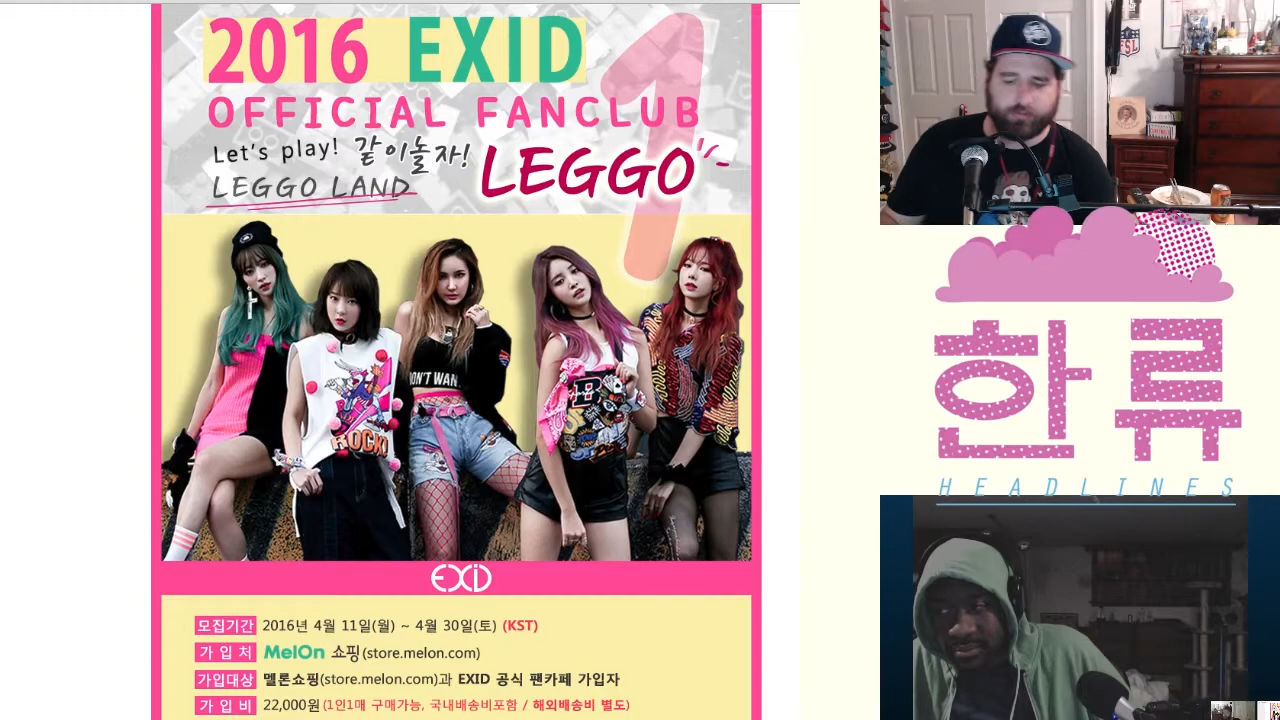 2016 EXID
OFFICIAL FANCLUB
Let's play! 같이놀자!
LEGGO LAND
LEGGO
1
DON'T WAN
ROCK!
B
EXID
모집기간 2016년 4월 11일(월) ~ 4월 30일(토) (KST)
가 입 처 MelOn 쇼핑(store.melon.com)
가입대상 멜론쇼핑(store.melon.com)과 EXID 공식 팬카페 가입자
가 입 비 22,000원 (1인1매 구매가능, 국내배송비포함 / 해외배송비 별도)
한류
HEADLINES